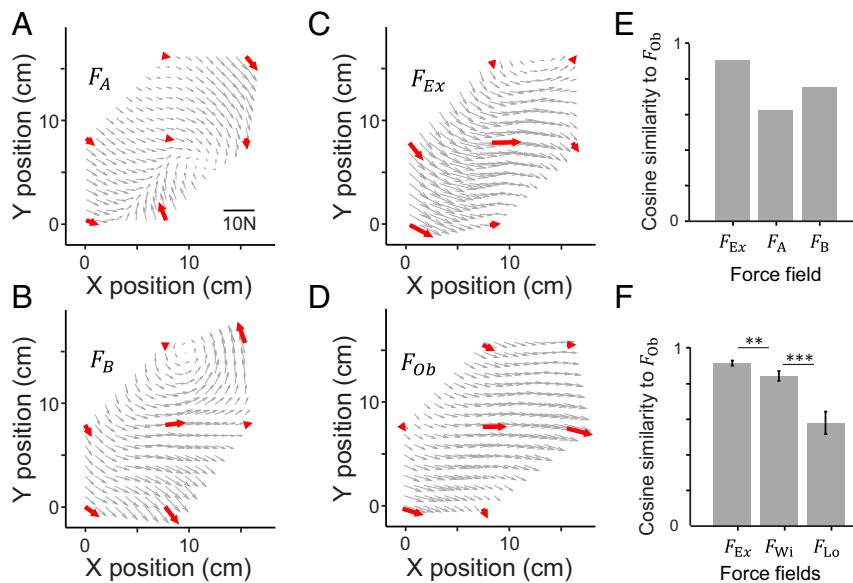 A
F_A
Y position (cm)
10
0
0
10
X position (cm)
10N
B
F_B
Y position (cm)
10
0
0
10
X position (cm)
C
F_Ex
Y position (cm)
10
0
0
10
X position (cm)
D
F_Ob
Y position (cm)
10
0
0
10
X position (cm)
E
Cosine similarity to F_Ob
1
0
F_Ex F_A F_B
Force field
F
Cosine similarity to F_Ob
1
0
** ***
F_Ex F_Wi F_Lo
Force fields